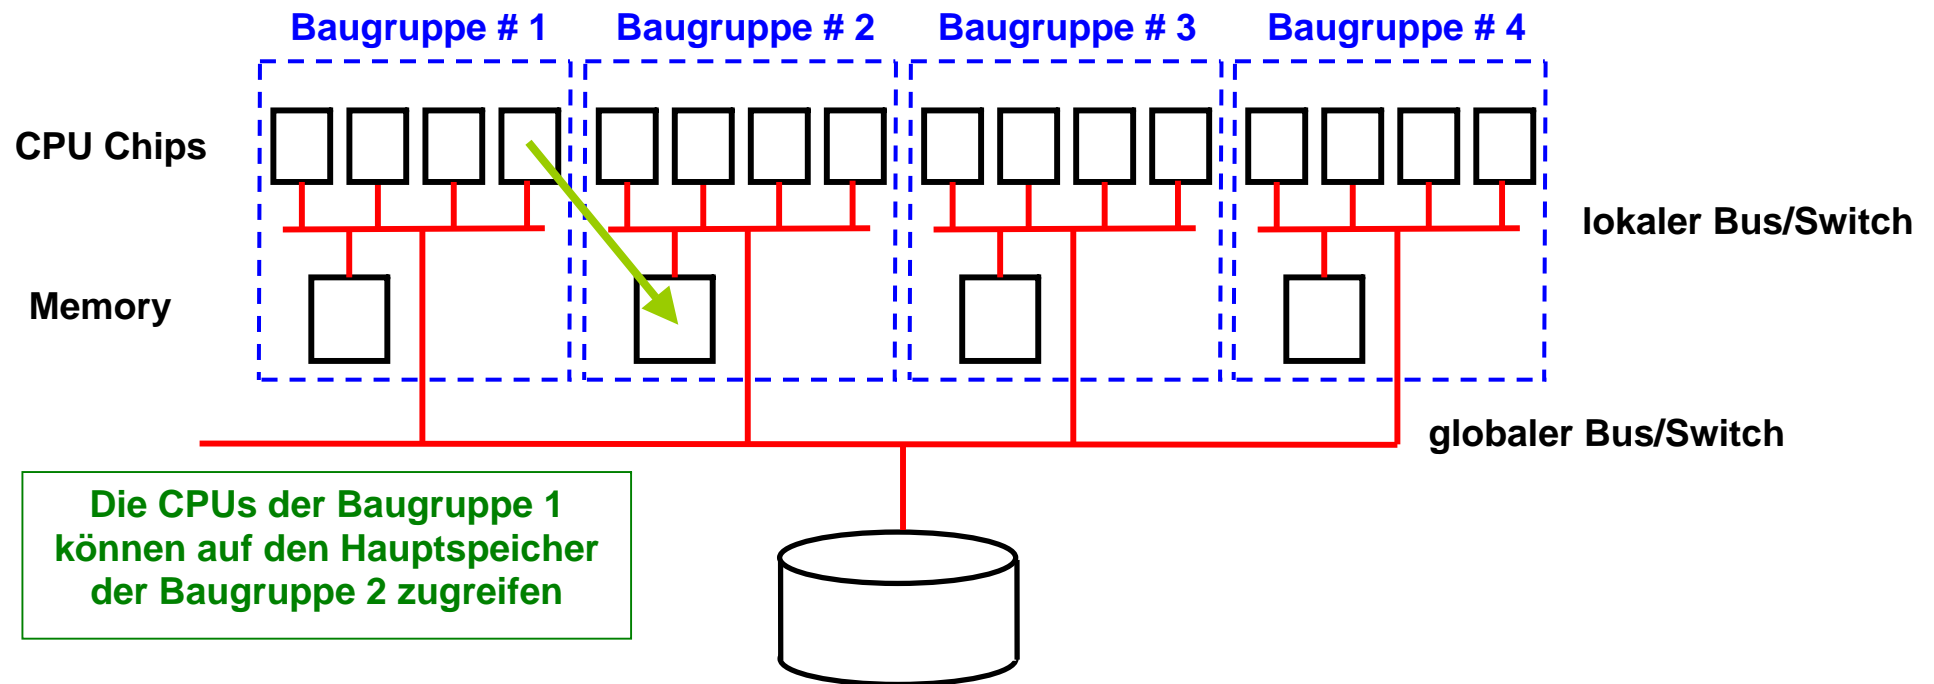 Baugruppe # 1 Baugruppe # 2 Baugruppe # 3 Baugruppe # 4
CPU Chips
lokaler Bus/Switch
Memory
globaler Bus/Switch
Die CPUs der Baugruppe 1
können auf den Hauptspeicher
der Baugruppe 2 zugreifen